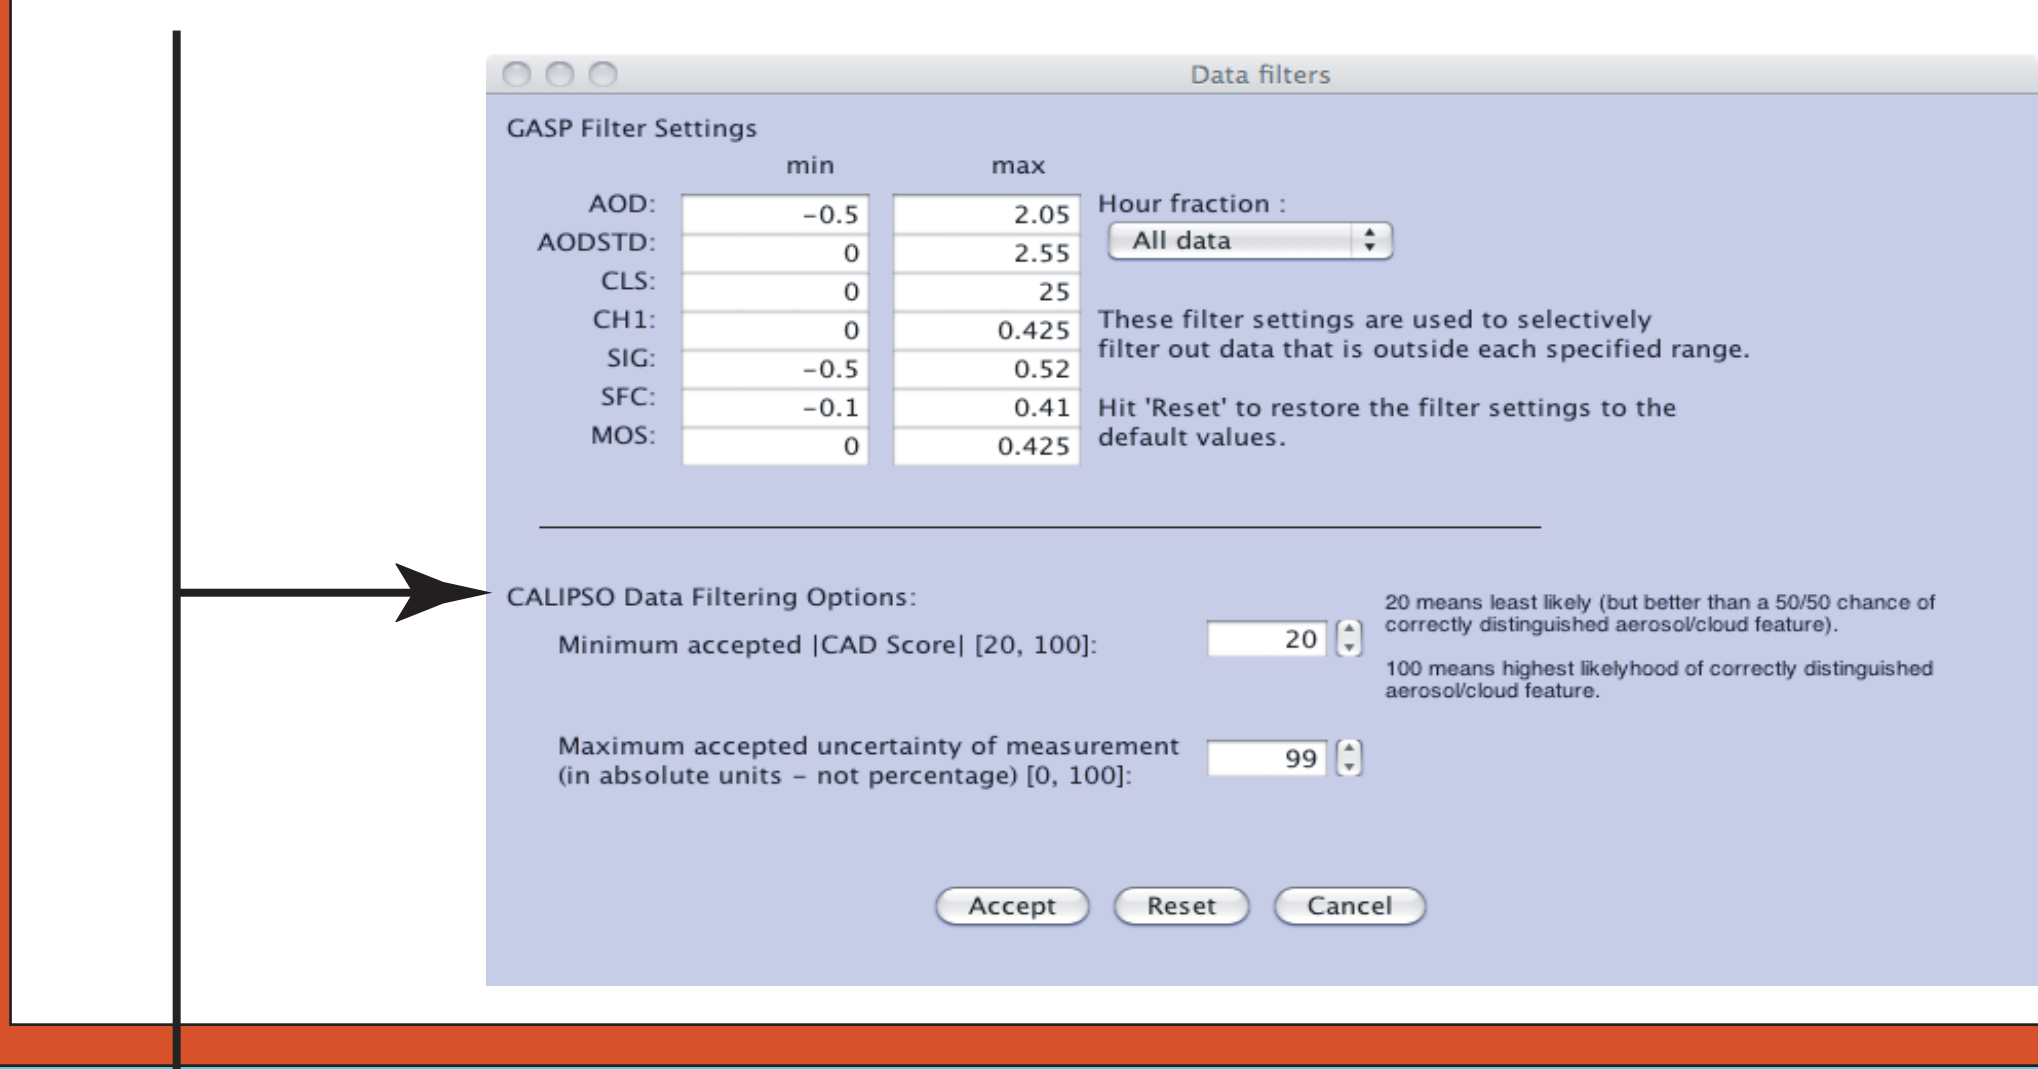 Data filters
GASP Filter Settings
min max
AOD: -0.5 2.05 Hour fraction :
AODSTD: 0 2.55 All data
CLS: 0 25
CH1: 0 0.425 These filter settings are used to selectively
SIG: -0.5 0.52 filter out data that is outside each specified range.
SFC: -0.1 0.41 Hit 'Reset' to restore the filter settings to the
MOS: 0 0.425 default values.
CALIPSO Data Filtering Options:
Minimum accepted |CAD Score| [20, 100]: 20
20 means least likely (but better than a 50/50 chance of
correctly distinguished aerosol/cloud feature).
100 means highest likelyhood of correctly distinguished
aerosol/cloud feature.
Maximum accepted uncertainty of measurement
(in absolute units – not percentage) [0, 100]: 99
Accept Reset Cancel